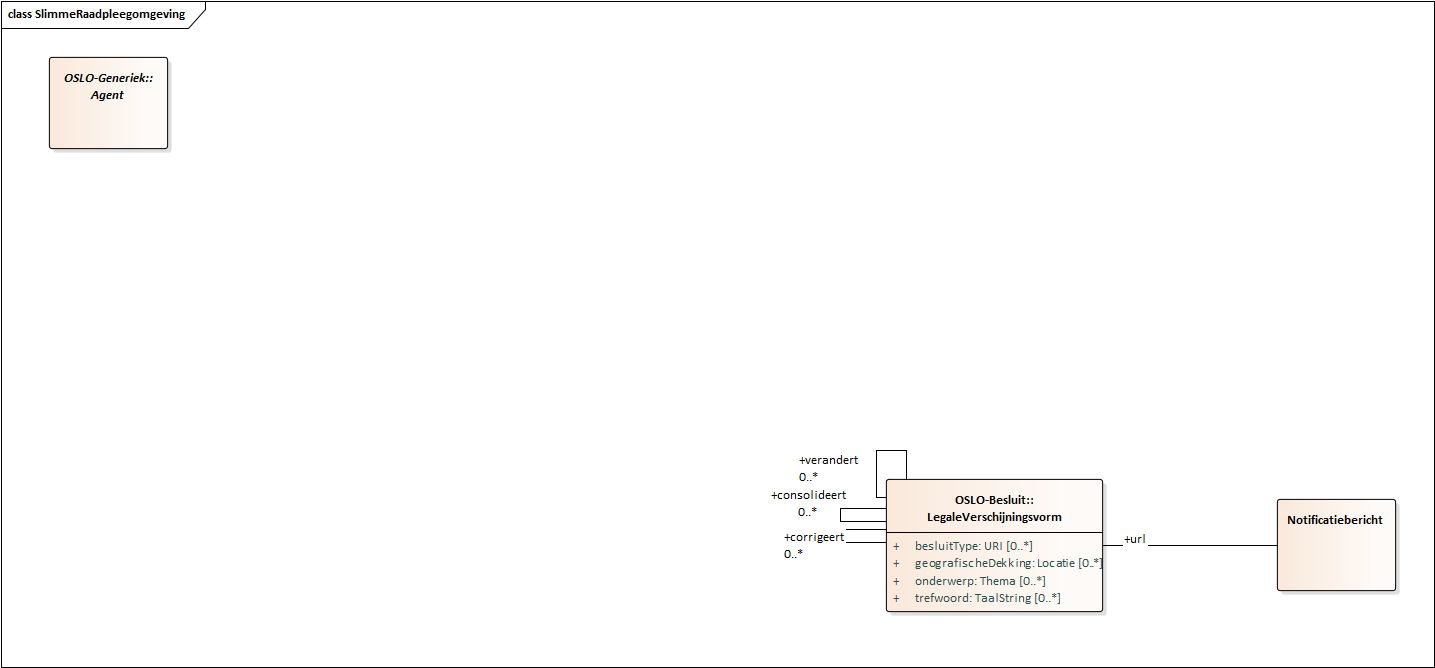 class SlimmeRaadpleegomgeving
OSLO-Generiek::
Agent
+verandert
0..*
+consolideert
0..*
+corrigeert
0..*
OSLO-Besluit::
LegaleVerschijningsvorm
+ besluitType: URI [0..*]
+ geografischeDekking: Locatie [0..*]
+ onderwerp: Thema [0..*]
+ trefwoord: TaalString [0..*]
+url
Notificatiebericht